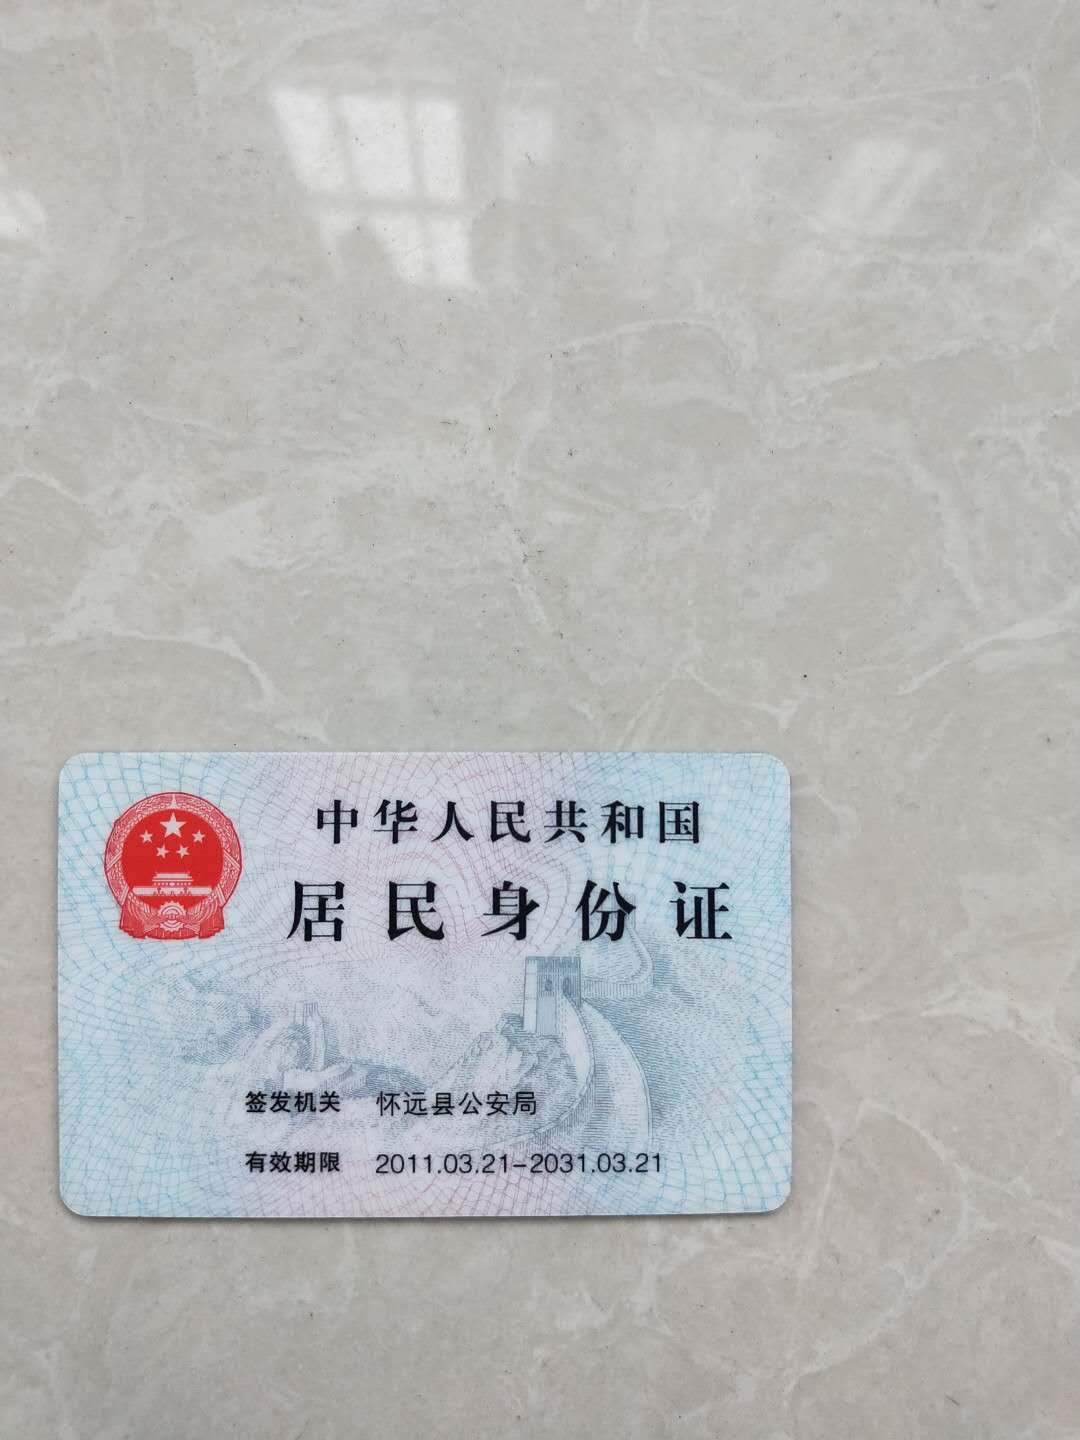 中华人民共和国
居民身份证
签发机关 怀远县公安局
有效期限 2011.03.21-2031.03.21